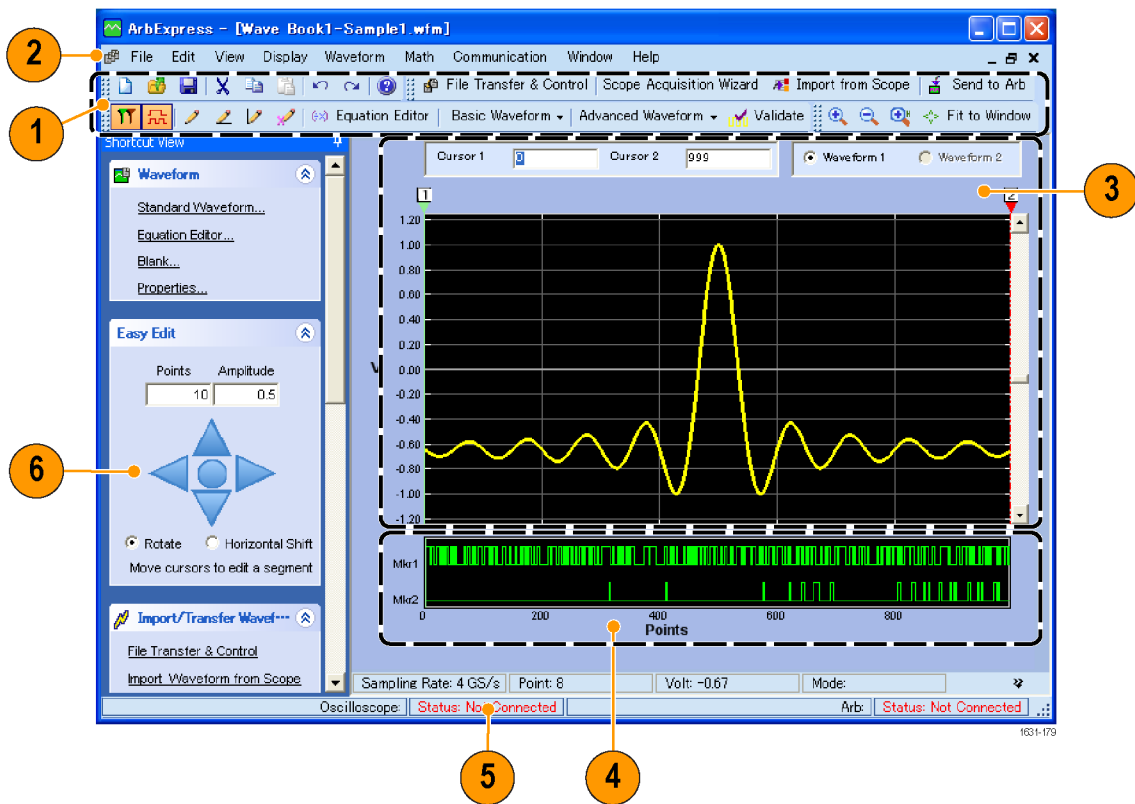 ArbExpress - [Wave Book1-Sample1.wfm]
2
File Edit View Display Waveform Math Communication Window Help
File Transfer & Control Scope Acquisition Wizard Import from Scope Send to Arb
1
Equation Editor Basic Waveform Advanced Waveform Validate Fit to Window
Shortcut View
Cursor 1 0 Cursor 2 999 Waveform 1 Waveform 2
3
Waveform
1 2
Standard Waveform...
Equation Editor...
Blank...
Properties...
1.20
1.00
0.80
0.60
0.40
0.20
0.00
-0.20
-0.40
-0.60
-0.80
-1.00
-1.20
Easy Edit
Points Amplitude
10 0.5
6
Rotate Horizontal Shift
Move cursors to edit a segment
Mkr1
Mkr2
0 200 400 600 800
Points
Import/Transfer Wavef...
File Transfer & Control
Import Waveform from Scope
Sampling Rate: 4 GS/s Point: 8 Volt: -0.67 Mode:
Oscilloscope: Status: Not Connected Arb: Status: Not Connected
1631-179
5
4